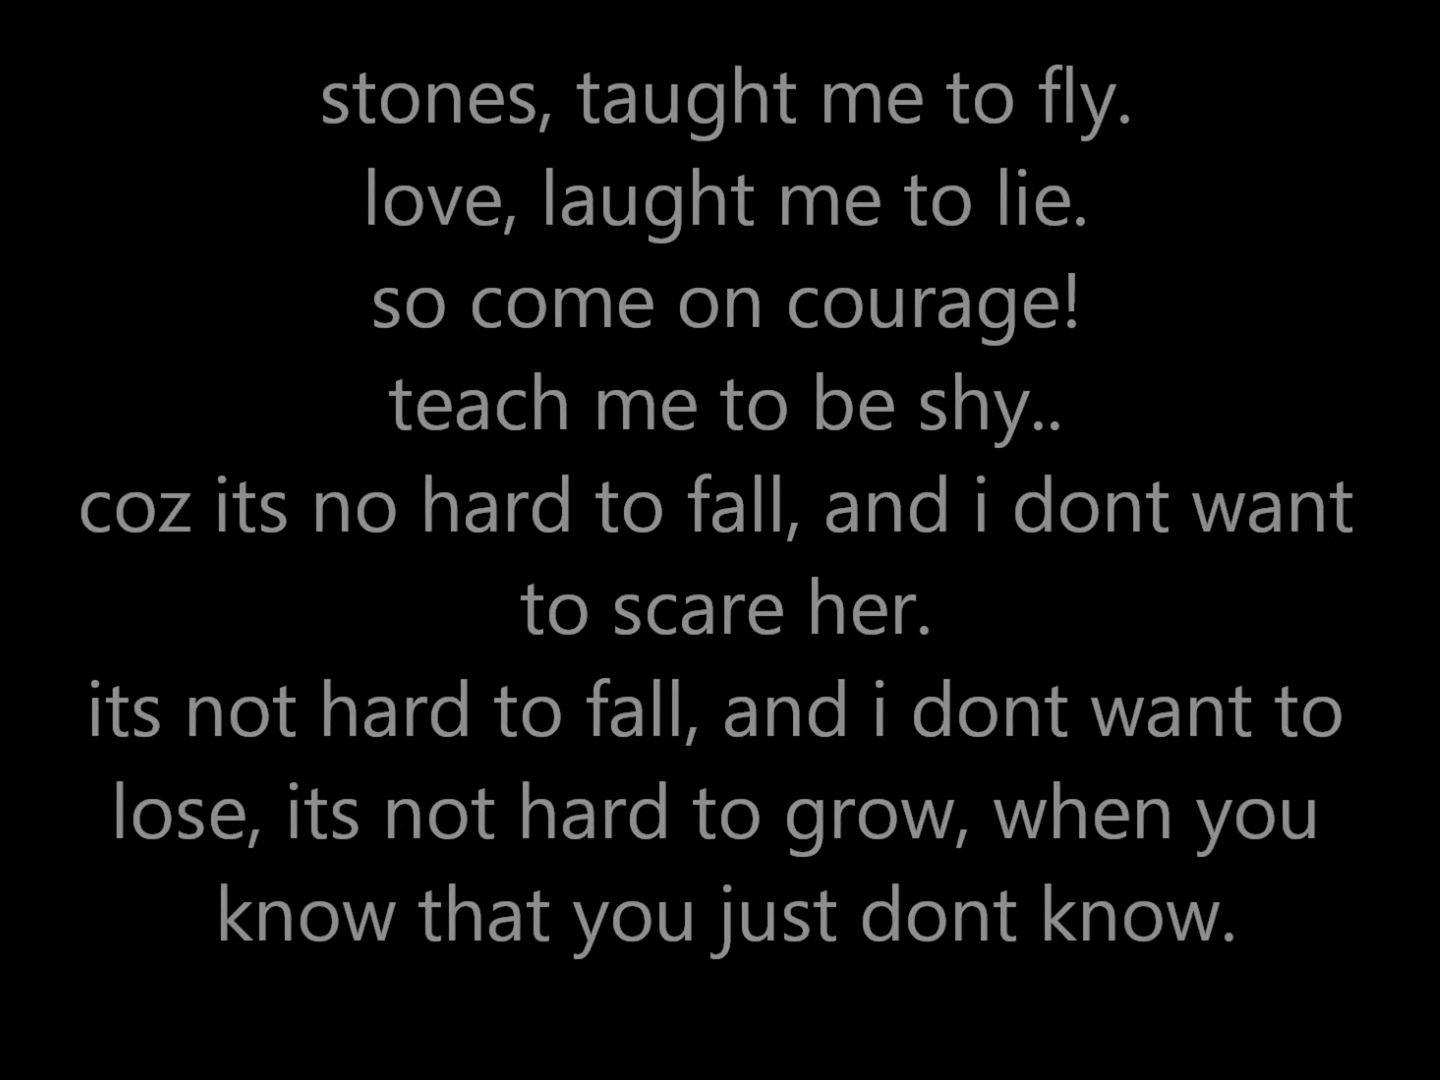 stones, taught me to fly.
love, laught me to lie.
so come on courage!
teach me to be shy..
coz its no hard to fall, and i dont want
to scare her.
its not hard to fall, and i dont want to
lose, its not hard to grow, when you
know that you just dont know.